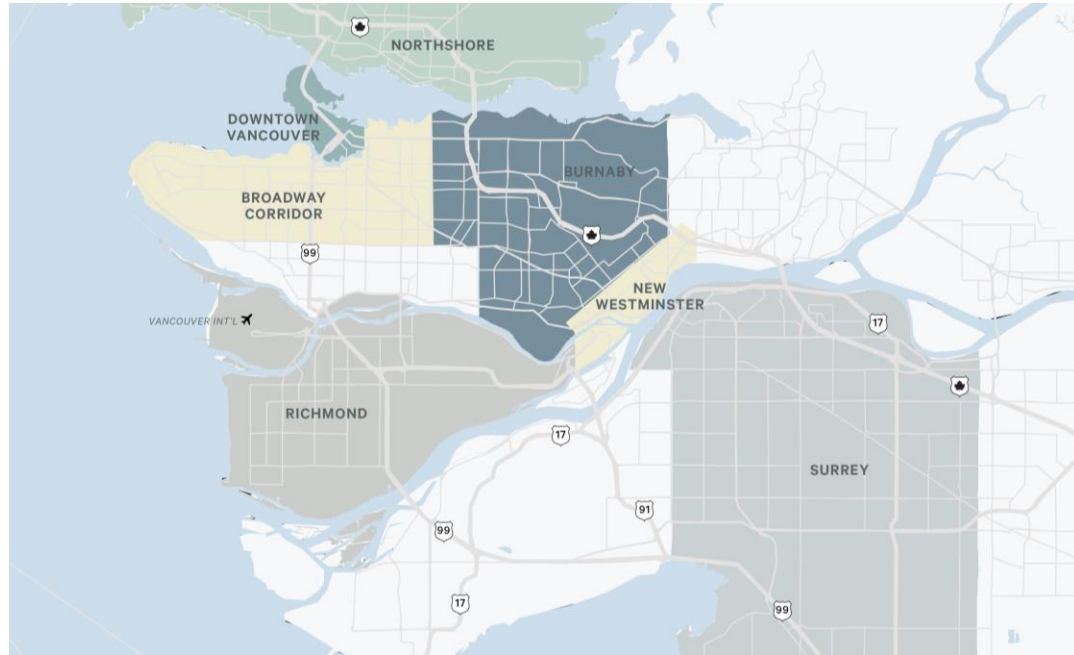 NORTHSHORE
DOWNTOWN
VANCOUVER
BURNABY
BROADWAY
CORRIDOR
99
NEW
WESTMINSTER
VANCOUVER INT'L
17
RICHMOND
17
SURREY
91
99
17
99